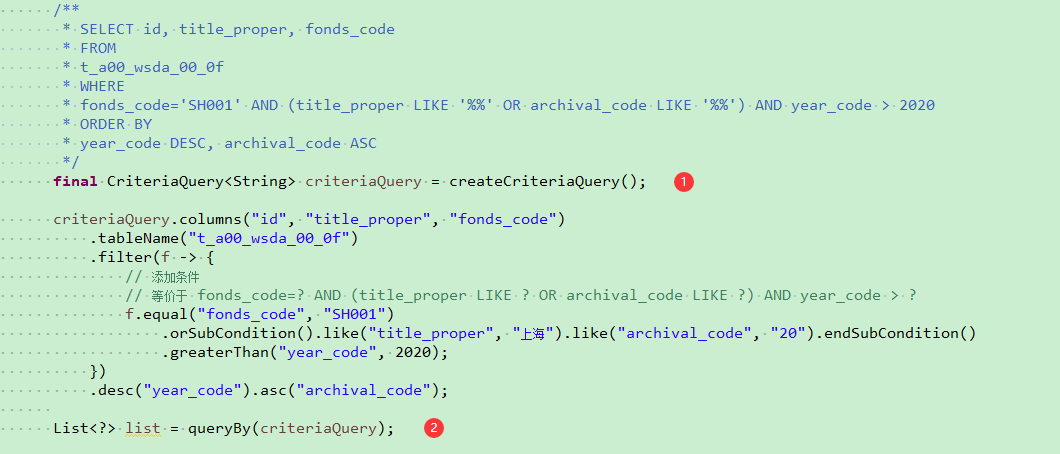 /**
* SELECT id, title_proper, fonds_code
* FROM
* t_a00_wsda_00_0f
* WHERE
* fonds_code='SH001' AND (title_proper LIKE '%%' OR archival_code LIKE '%%') AND year_code > 2020
* ORDER BY
* year_code DESC, archival_code ASC
*/
final CriteriaQuery<String> criteriaQuery = createCriteriaQuery(); 1
criteriaQuery.columns("id", "title_proper", "fonds_code")
.tableName("t_a00_wsda_00_0f")
.filter(f -> {
// 添加条件
// 等价于 fonds_code=? AND (title_proper LIKE ? OR archival_code LIKE ?) AND year_code > ?
f.equal("fonds_code", "SH001")
.orSubCondition().like("title_proper", "上海").like("archival_code", "20").endSubCondition()
.greaterThan("year_code", 2020);
})
.desc("year_code").asc("archival_code");
List<?> list = queryBy(criteriaQuery); 2